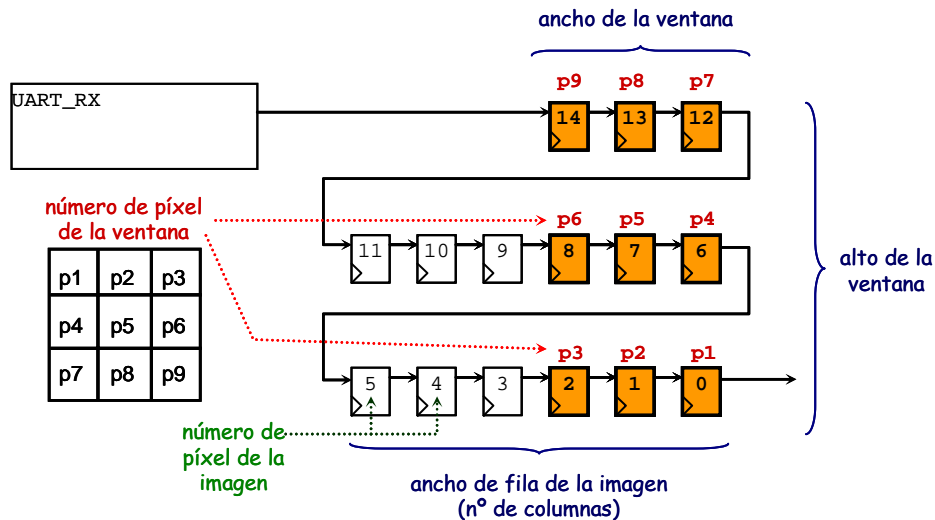 ancho de la ventana
p9 p8 p7
UART_RX
14 13 12
número de píxel
de la ventana
p6 p5 p4
11 10 9 8 7 6
alto de la
ventana
p1 p2 p3
p4 p5 p6
p7 p8 p9
p3 p2 p1
5 4 3 2 1 0
número de
píxel de la
imagen
ancho de fila de la imagen
(nº de columnas)